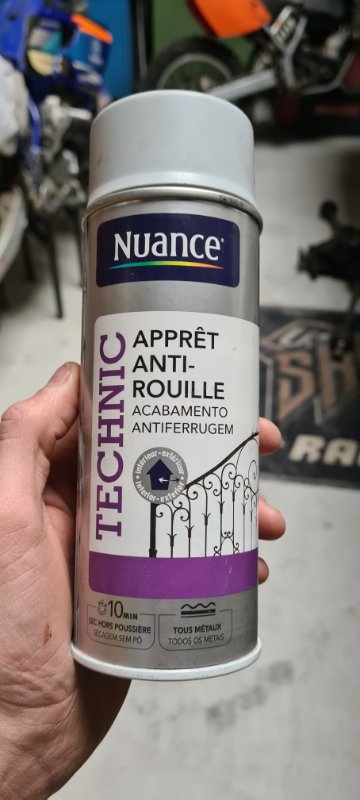 NUANCE
TECHNIC
APPRÊT
ANTI-
ROUILLE
ACABAMENTO
ANTIFERRUGEM
intérieur-extérieur
interior-exterior
10 MIN
SEC HORS POUSSIÈRE
SECAGEM SEM PÓ
TOUS MÉTAUX
TODOS OS METAIS
RA